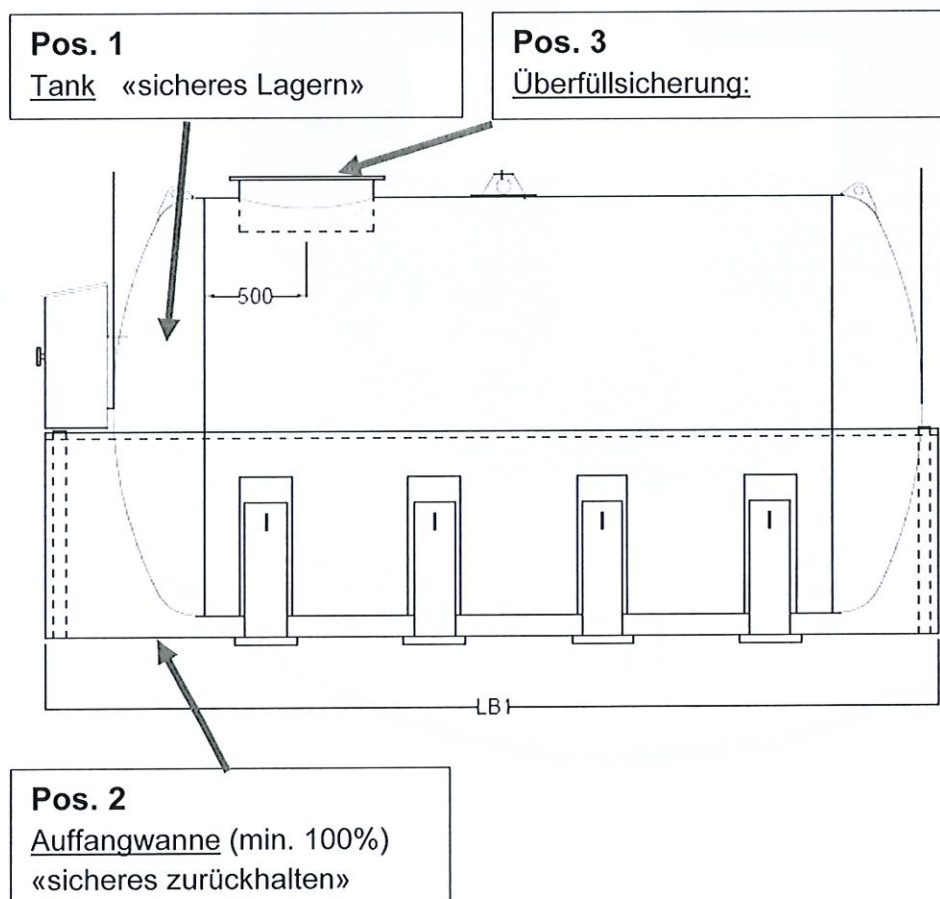 Pos. 1
Tank «sicheres Lagern»
Pos. 3
Überfüllsicherung:
500
LB1
Pos. 2
Auffangwanne (min. 100%)
«sicheres zurückhalten»